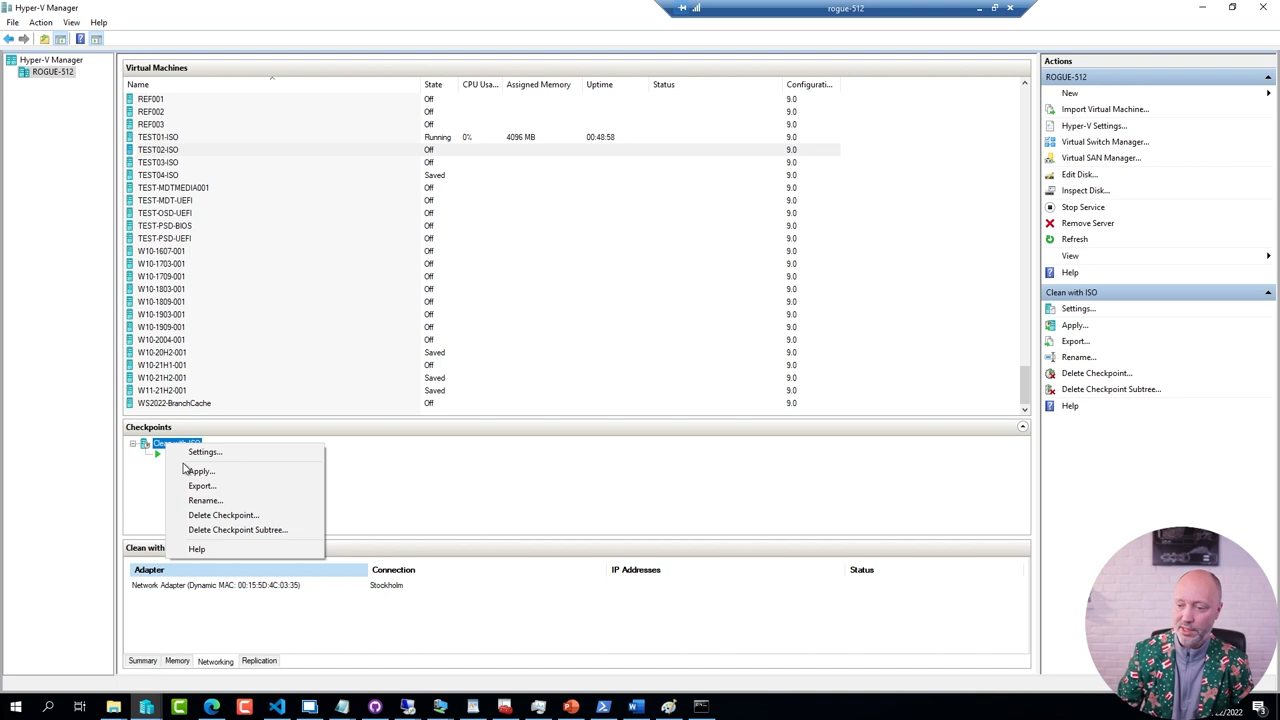 Hyper-V Manager
rogue-512
File Action View Help
Hyper-V Manager
ROGUE-512
Virtual Machines
Name State CPU Usa... Assigned Memory Uptime Status Configurati...
REF001 Off 9.0
REF002 Off 9.0
REF003 Off 9.0
TEST01-ISO Running 0% 4096 MB 00:48:58 9.0
TEST02-ISO Off 9.0
TEST03-ISO Off 9.0
TEST04-ISO Saved 9.0
TEST-MDTMEDIA001 Off 9.0
TEST-MDT-UEFI Off 9.0
TEST-OSD-UEFI Off 9.0
TEST-PSD-BIOS Off 9.0
TEST-PSD-UEFI Off 9.0
W10-1607-001 Off 9.0
W10-1703-001 Off 9.0
W10-1709-001 Off 9.0
W10-1803-001 Off 9.0
W10-1809-001 Off 9.0
W10-1903-001 Off 9.0
W10-1909-001 Off 9.0
W10-2004-001 Off 9.0
W10-20H2-001 Saved 9.0
W10-21H1-001 Off 9.0
W10-21H2-001 Saved 9.0
W11-21H2-001 Saved 9.0
WS2022-BranchCache Off 9.0
Checkpoints
Clean with ISO
Settings...
Apply...
Export...
Rename...
Delete Checkpoint...
Delete Checkpoint Subtree...
Help
Clean with
Adapter Connection IP Addresses Status
Network Adapter (Dynamic MAC: 00:15:5D:4C:03:35) Stockholm
Summary Memory Networking Replication
Actions
ROGUE-512
New
Import Virtual Machine...
Hyper-V Settings...
Virtual Switch Manager...
Virtual SAN Manager...
Edit Disk...
Inspect Disk...
Stop Service
Remove Server
Refresh
View
Help
Clean with ISO
Settings...
Apply...
Export...
Rename...
Delete Checkpoint...
Delete Checkpoint Subtree...
Help
/2022